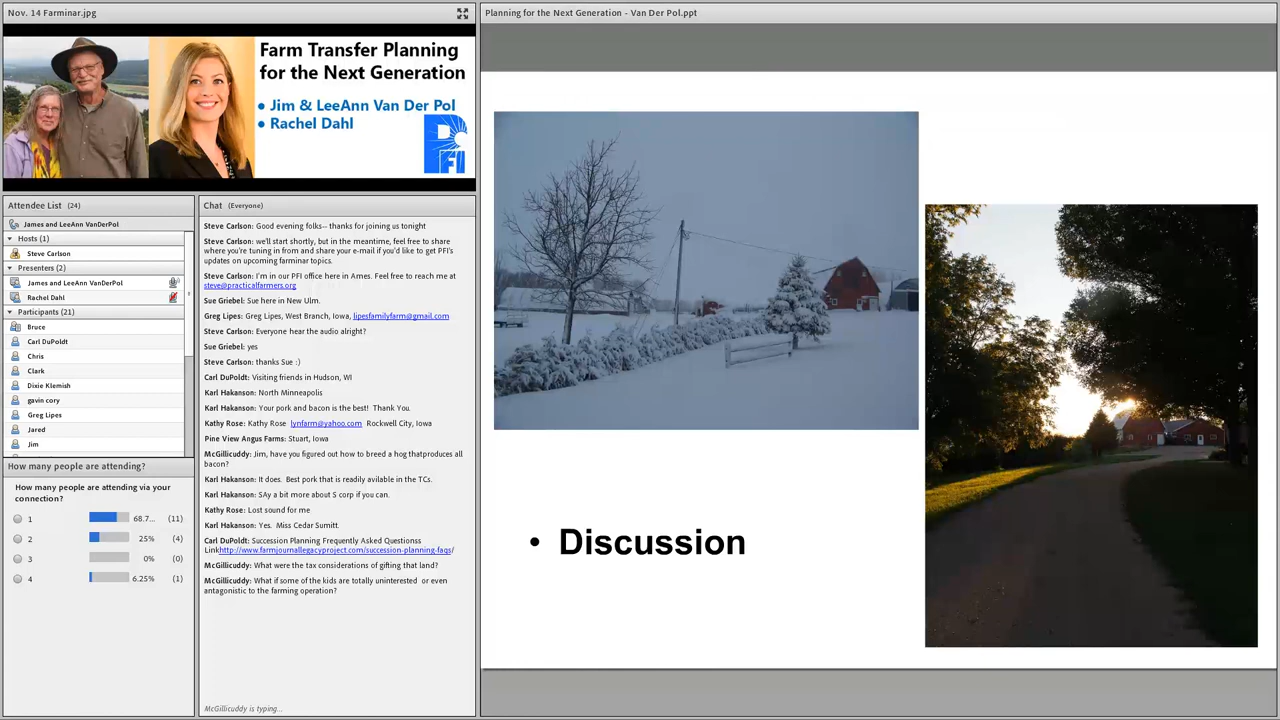 Nov. 14 Farminar.jpg
Farm Transfer Planning
for the Next Generation
• Jim & LeeAnn Van Der Pol
• Rachel Dahl
PFI
Attendee List (24)
James and LeeAnn VanDerPol
Hosts (1)
Steve Carlson
Presenters (2)
James and LeeAnn VanDerPol
Rachel Dahl
Participants (21)
Bruce
Carl DuPoldt
Chris
Clark
Dixie Klemish
gavin cory
Greg Lipes
Jared
Jim
How many people are attending?
How many people are attending via your
connection?
1 68.7... (11)
2 25% (4)
3 0% (0)
4 6.25% (1)
Chat (Everyone)
Steve Carlson: Good evening folks-- thanks for joining us tonight
Steve Carlson: we'll start shortly, but in the meantime, feel free to share
where you're tuning in from and share your e-mail if you'd like to get PFI's
updates on upcoming farminar topics.
Steve Carlson: I'm in our PFI office here in Ames. Feel free to reach me at
steve@practicalfarmers.org
Sue Griebel: Sue here in New Ulm.
Greg Lipes: Greg Lipes, West Branch, Iowa, lipesfamilyfarm@gmail.com
Steve Carlson: Everyone hear the audio alright?
Sue Griebel: yes
Steve Carlson: thanks Sue :)
Carl DuPoldt: Visiting friends in Hudson, WI
Karl Hakanson: North Minneapolis
Karl Hakanson: Your pork and bacon is the best! Thank You.
Kathy Rose: Kathy Rose lynfarm@yahoo.com Rockwell City, Iowa
Pine View Angus Farms: Stuart, Iowa
McGillicuddy: Jim, have you figured out how to breed a hog thatproduces all
bacon?
Karl Hakanson: It does. Best pork that is readily avilable in the TCs.
Karl Hakanson: SAy a bit more about S corp if you can.
Kathy Rose: Lost sound for me
Karl Hakanson: Yes. Miss Cedar Sumitt.
Carl DuPoldt: Succession Planning Frequently Asked Questionss
Linkhttp://www.farmjournallegacyproject.com/succession-planning-faqs/
McGillicuddy: What were the tax considerations of gifting that land?
McGillicuddy: What if some of the kids are totally uninterested or even
antagonistic to the farming operation?
McGillicuddy is typing...
Planning for the Next Generation - Van Der Pol.ppt
• Discussion